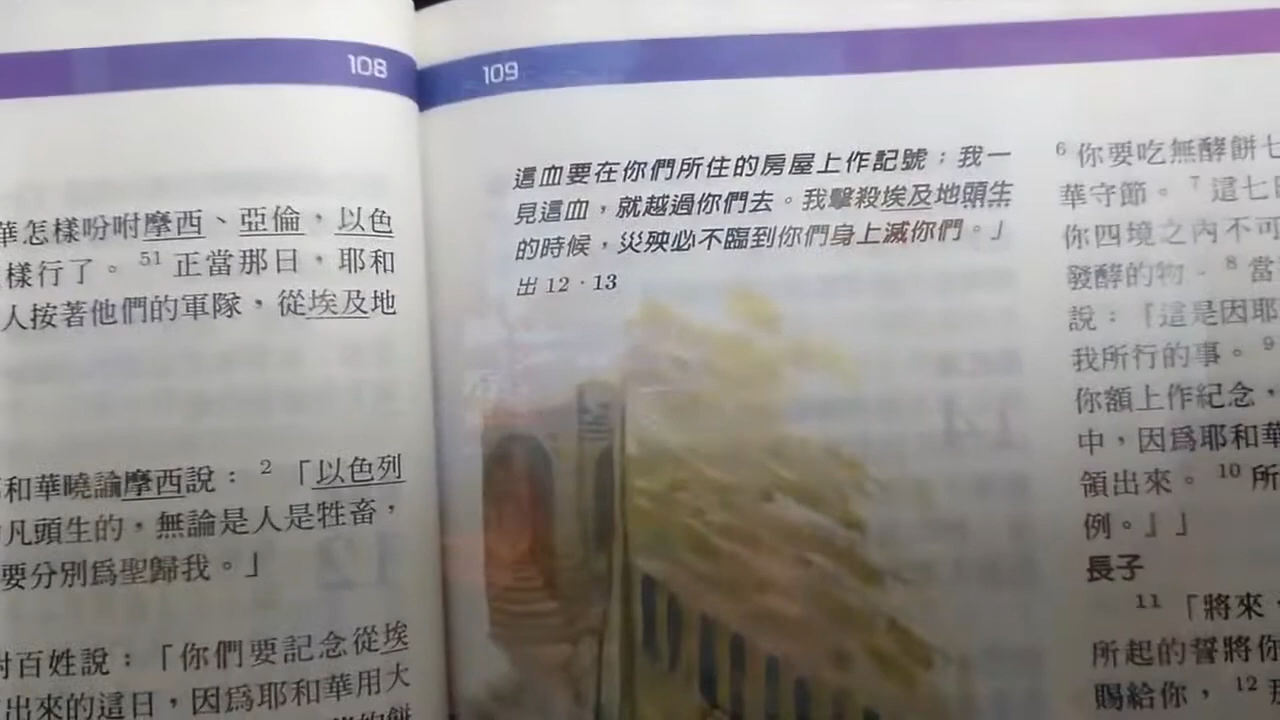 108
華怎樣吩咐摩西、亞倫，以色
樣行了。 51 正當那日，耶和
人按著他們的軍隊，從埃及地
和華曉諭摩西說： 2 「以色列
凡頭生的，無論是人是牲畜，
要分別爲聖歸我。」
百姓說：「你們要記念從埃
出來的這日，因爲耶和華用大
109
這血要在你們所住的房屋上作記號；我一
見這血，就越過你們去。我擊殺埃及地頭生
的時候，災殃必不臨到你們身上滅你們。」
出 12．13
6 你要吃無酵餅七
華守節。 7 這七日
你四境之內不可
發酵的物． 8 當
說：「這是因耶
我所行的事。 9
你額上作紀念，
中，因爲耶和華
領出來。 10 所
例。』」
長子
11 「將來，
所起的誓將你
賜給你， 12 那